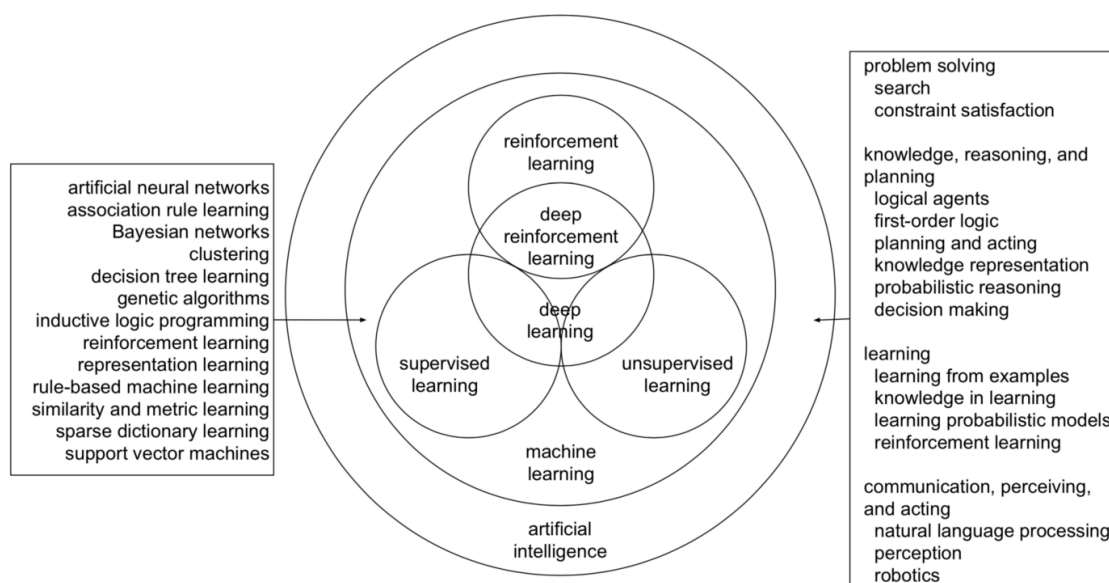 artificial neural networks
association rule learning
Bayesian networks
clustering
decision tree learning
genetic algorithms
inductive logic programming
reinforcement learning
representation learning
rule-based machine learning
similarity and metric learning
sparse dictionary learning
support vector machines
reinforcement
learning
deep
reinforcement
learning
deep
learning
supervised
learning
unsupervised
learning
machine
learning
artificial
intelligence
problem solving
search
constraint satisfaction
knowledge, reasoning, and
planning
logical agents
first-order logic
planning and acting
knowledge representation
probabilistic reasoning
decision making
learning
learning from examples
knowledge in learning
learning probabilistic models
reinforcement learning
communication, perceiving,
and acting
natural language processing
perception
robotics